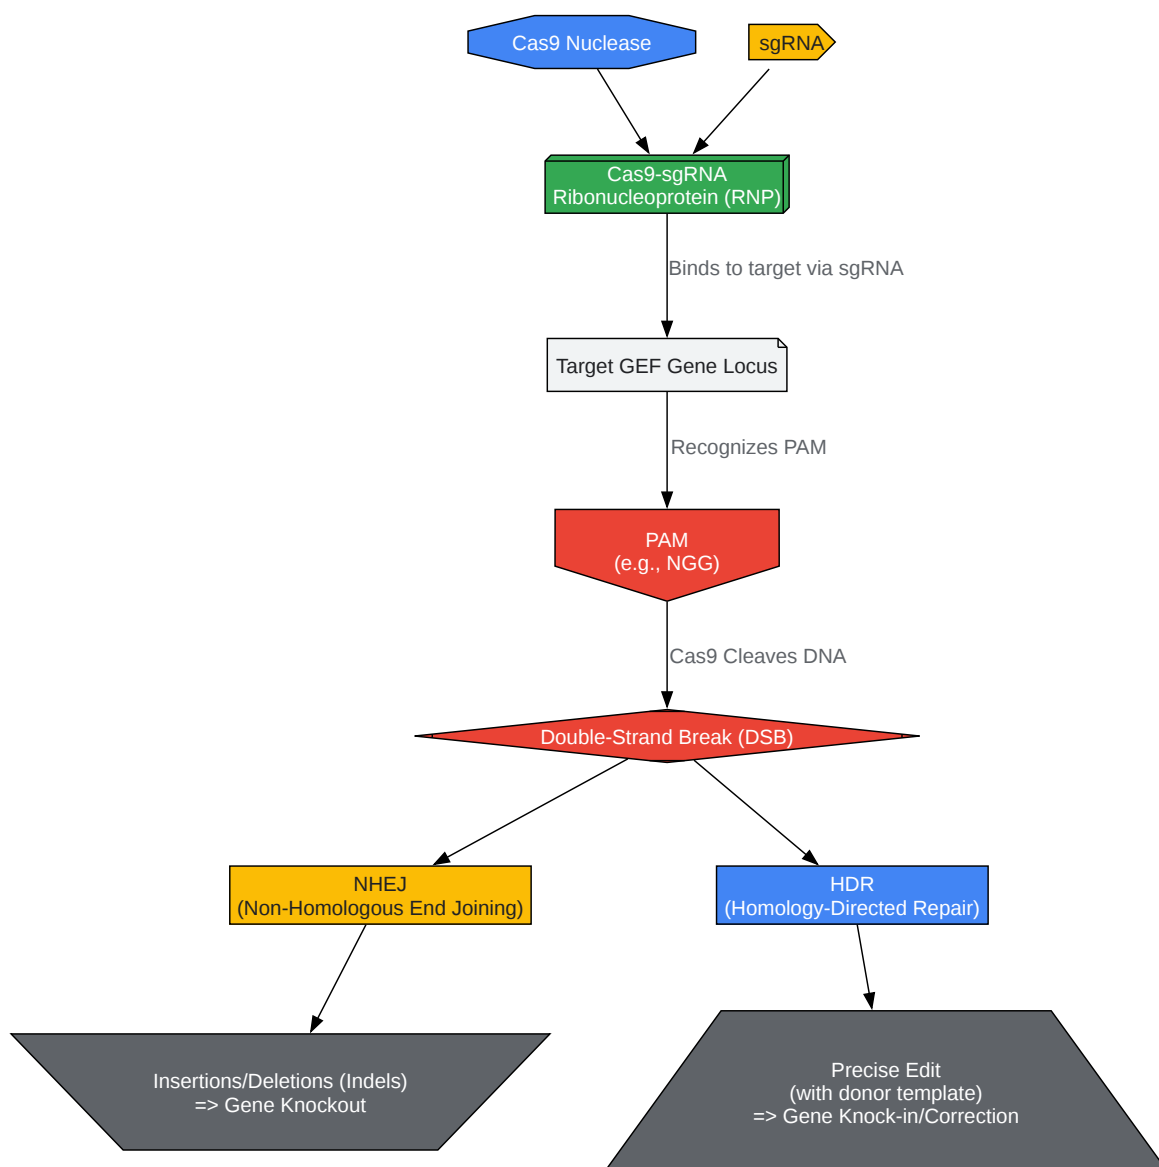 Cas9 Nuclease
sgRNA
Cas9-sgRNA
Ribonucleoprotein (RNP)
Binds to target via sgRNA
Target GEF Gene Locus
Recognizes PAM
PAM
(e.g., NGG)
Cas9 Cleaves DNA
Double-Strand Break (DSB)
NHEJ
(Non-Homologous End Joining)
HDR
(Homology-Directed Repair)
Insertions/Deletions (Indels)
=> Gene Knockout
Precise Edit
(with donor template)
=> Gene Knock-in/Correction